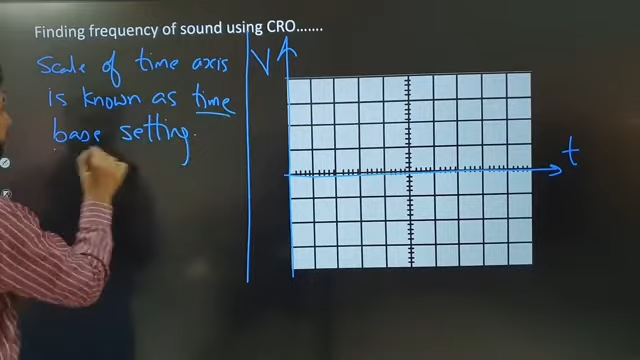 Finding frequency of sound using CRO.......
Scale of time axis
is known as time
base setting.
V
t